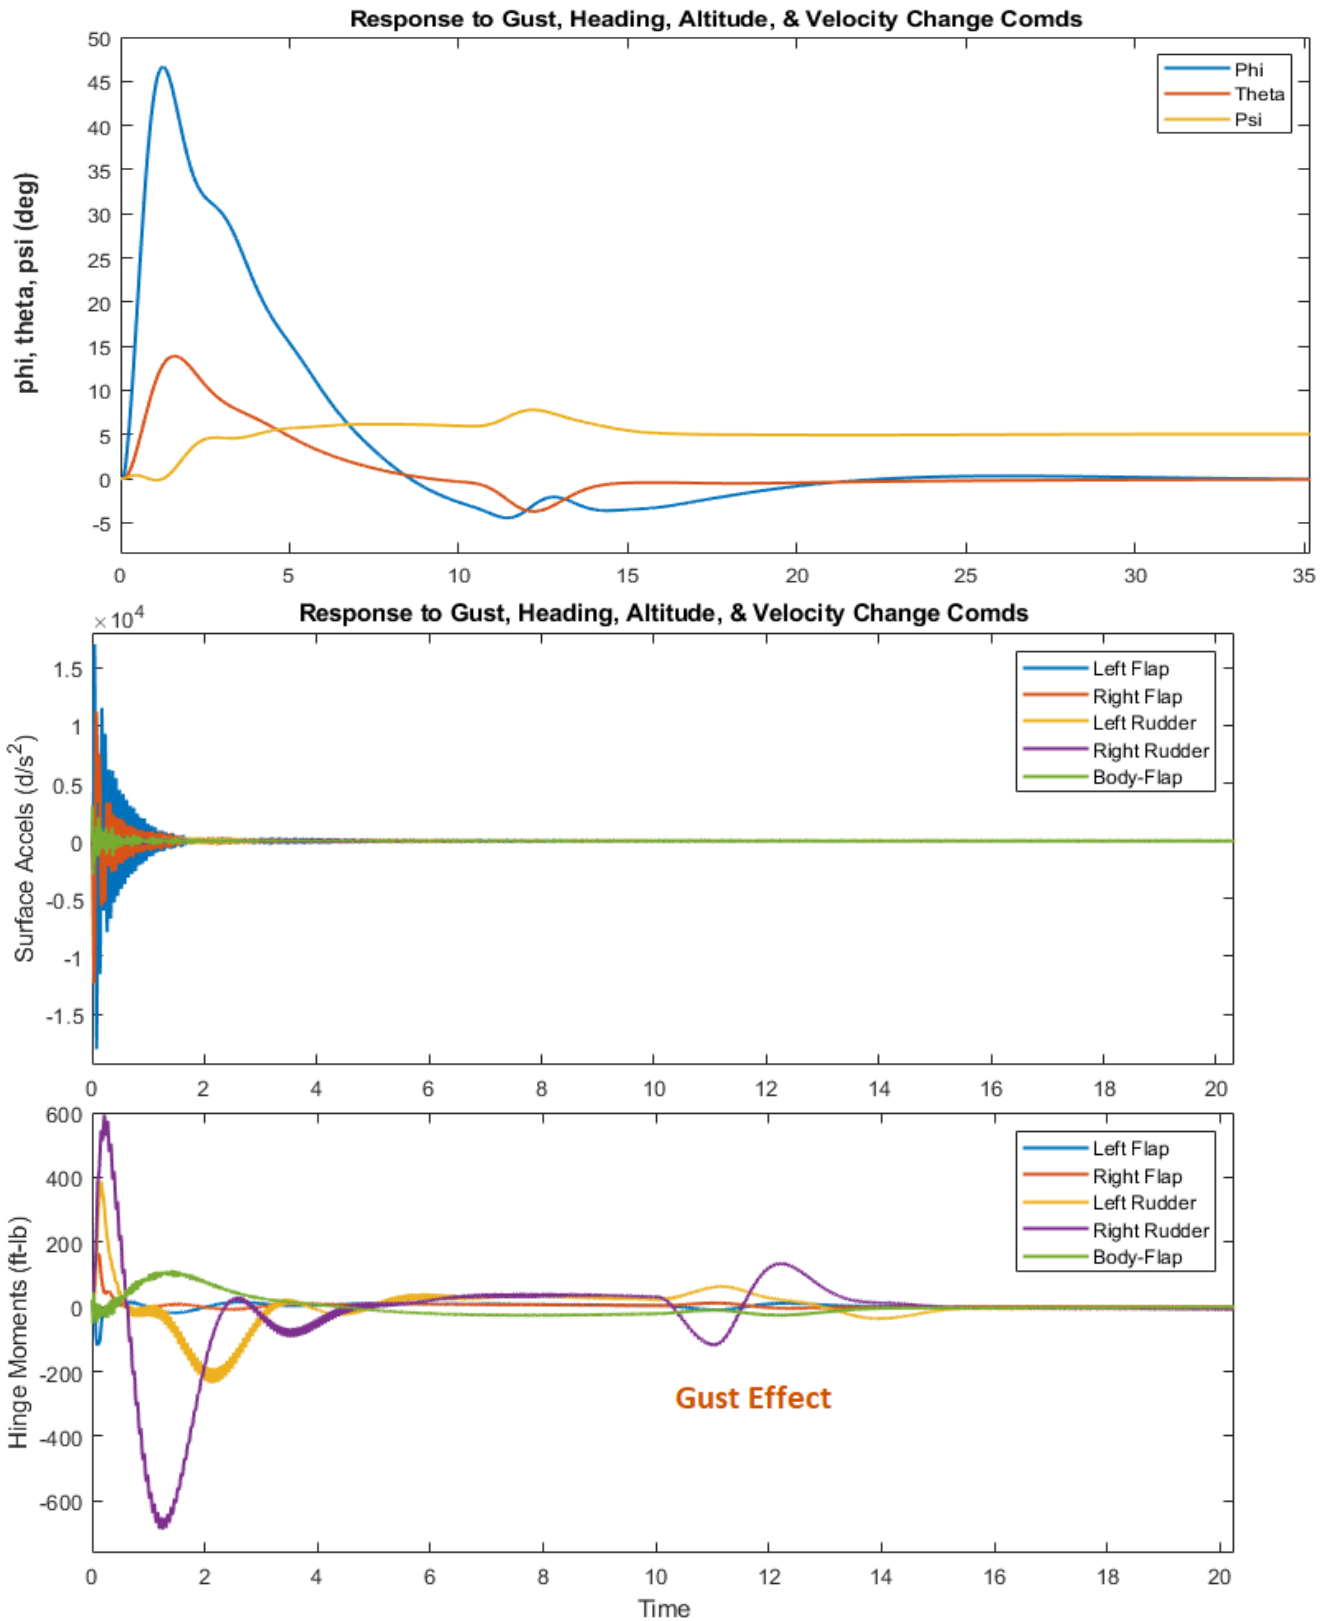 Response to Gust, Heading, Altitude, & Velocity Change Comds
50
45
40
35
30
25
20
15
10
5
0
-5
phi, theta, psi (deg)
Phi
Theta
Psi
0 5 10 15 20 25 30 35
Response to Gust, Heading, Altitude, & Velocity Change Comds
×10⁴
1.5
1
0.5
0
-0.5
-1
-1.5
Surface Accels (d/s²)
Left Flap
Right Flap
Left Rudder
Right Rudder
Body-Flap
0 2 4 6 8 10 12 14 16 18 20
600
400
200
0
-200
-400
-600
Hinge Moments (ft-lb)
Left Flap
Right Flap
Left Rudder
Right Rudder
Body-Flap
Gust Effect
0 2 4 6 8 10 12 14 16 18 20
Time